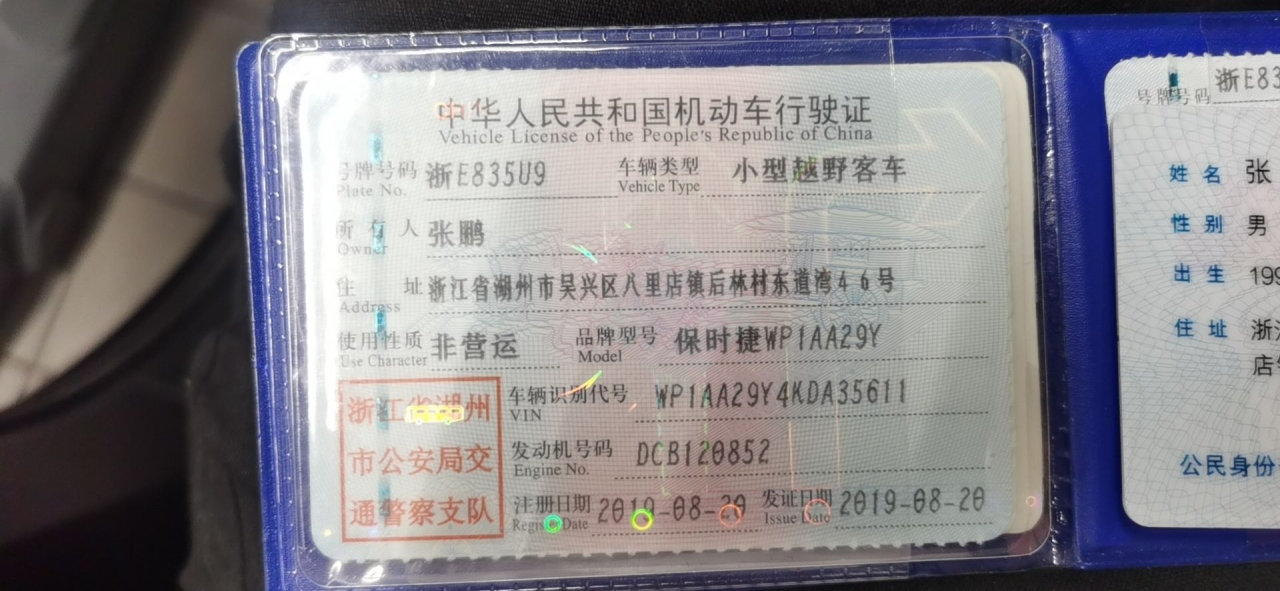 中华人民共和国机动车行驶证
Vehicle License of the People's Republic of China
号牌号码 浙E835U9 车辆类型 小型越野客车
Plate No. Vehicle Type
所有人 张鹏
Owner
住址 浙江省湖州市吴兴区八里店镇后林村东道湾46号
Address
使用性质 非营运 品牌型号 保时捷WP1AA29Y
Use Character Model
浙江省湖州
市公安局交
通警察支队
车辆识别代号 WP1AA29Y4KDA35611
VIN
发动机号码 DCB120852
Engine No.
注册日期 2019-08-20 发证日期 2019-08-20
Register Date Issue Date
号牌号码 浙E83
姓名 张
性别 男
出生 199
住址 浙
店
公民身份